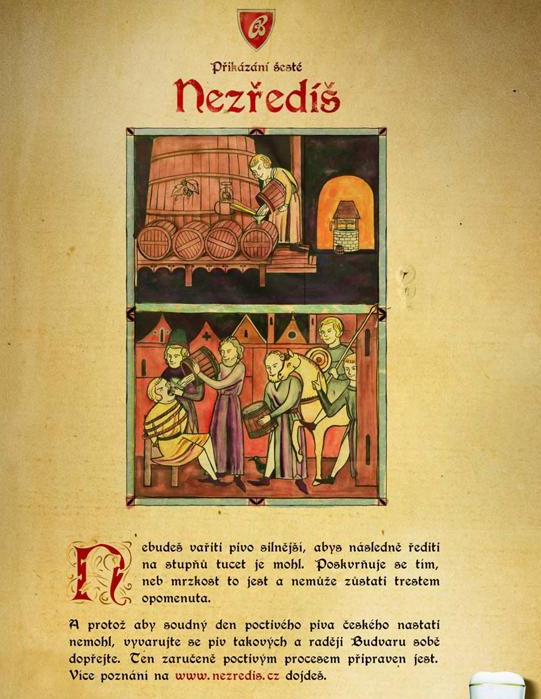 B
Přikázání šesté
Nezředíš
Nebudeš vařiti pivo silnější, abys následně řediti
na stupňů tucet je mohl. Poskvrňuje se tím,
neb mrzkost to jest a nemůže zůstati trestem
opomenuta.
A protož aby soudný den poctivého piva českého nastati
nemohl, vyvarujte se piv takových a raději Budvaru sobě
dopřejte. Ten zaručeně poctivým procesem připraven jest.
Více poznání na www.nezredis.cz dojdeš.